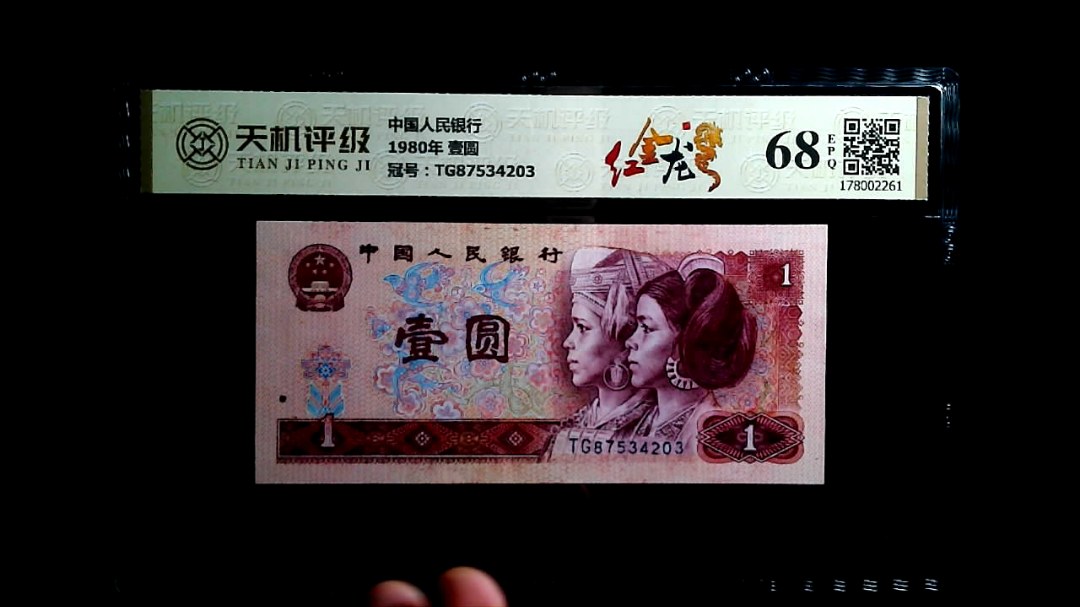 天机评级
TIAN JI PING JI
中国人民银行
1980年 壹圆
冠号：TG87534203
红金龙
68
EPQ
178002261
中国人民银行
1
壹圆
1
TG87534203
1